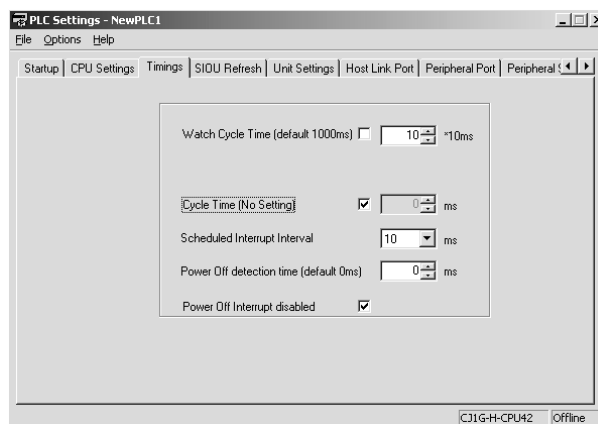 PLC Settings - NewPLC1
File Options Help
Startup CPU Settings Timings SIOU Refresh Unit Settings Host Link Port Peripheral Port Peripheral
Watch Cycle Time (default 1000ms) 10 *10ms
Cycle Time (No Setting) 0 ms
Scheduled Interrupt Interval 10 ms
Power Off detection time (default 0ms) 0 ms
Power Off Interrupt disabled
CJ1G-H-CPU42 Offline